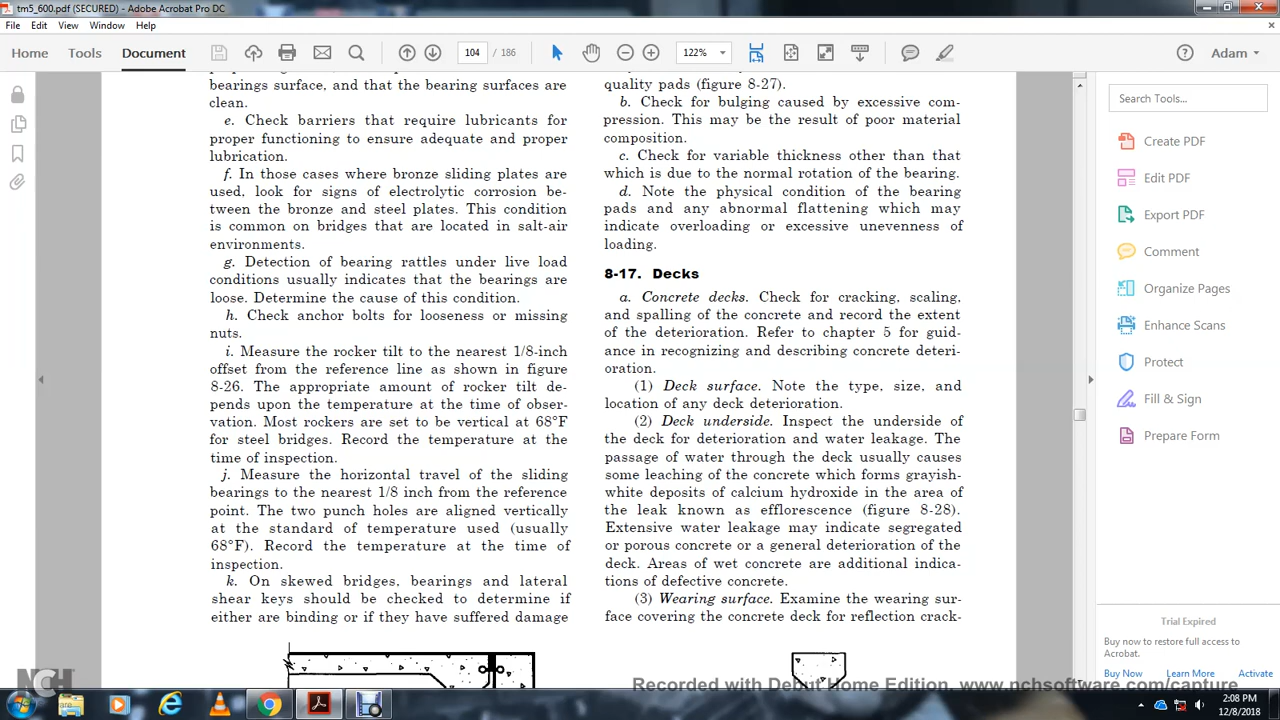 tm5_600.pdf (SECURED) - Adobe Acrobat Pro DC
File Edit View Window Help
Home Tools Document 104 / 186 122% Adam
bearings surface, and that the bearing surfaces are
clean.
e. Check barriers that require lubricants for
proper functioning to ensure adequate and proper
lubrication.
f. In those cases where bronze sliding plates are
used, look for signs of electrolytic corrosion be-
tween the bronze and steel plates. This condition
is common on bridges that are located in salt-air
environments.
g. Detection of bearing rattles under live load
conditions usually indicates that the bearings are
loose. Determine the cause of this condition.
h. Check anchor bolts for looseness or missing
nuts.
i. Measure the rocker tilt to the nearest 1/8-inch
offset from the reference line as shown in figure
8-26. The appropriate amount of rocker tilt de-
pends upon the temperature at the time of obser-
vation. Most rockers are set to be vertical at 68°F
for steel bridges. Record the temperature at the
time of inspection.
j. Measure the horizontal travel of the sliding
bearings to the nearest 1/8 inch from the reference
point. The two punch holes are aligned vertically
at the standard of temperature used (usually
68°F). Record the temperature at the time of
inspection.
k. On skewed bridges, bearings and lateral
shear keys should be checked to determine if
either are binding or if they have suffered damage
quality pads (figure 8-27).
b. Check for bulging caused by excessive com-
pression. This may be the result of poor material
composition.
c. Check for variable thickness other than that
which is due to the normal rotation of the bearing.
d. Note the physical condition of the bearing
pads and any abnormal flattening which may
indicate overloading or excessive unevenness of
loading.
8-17. Decks
a. Concrete decks. Check for cracking, scaling,
and spalling of the concrete and record the extent
of the deterioration. Refer to chapter 5 for guid-
ance in recognizing and describing concrete deteri-
oration.
(1) Deck surface. Note the type, size, and
location of any deck deterioration.
(2) Deck underside. Inspect the underside of
the deck for deterioration and water leakage. The
passage of water through the deck usually causes
some leaching of the concrete which forms grayish-
white deposits of calcium hydroxide in the area of
the leak known as efflorescence (figure 8-28).
Extensive water leakage may indicate segregated
or porous concrete or a general deterioration of the
deck. Areas of wet concrete are additional indica-
tions of defective concrete.
(3) Wearing surface. Examine the wearing sur-
face covering the concrete deck for reflection crack-
Search Tools...
Create PDF
Edit PDF
Export PDF
Comment
Organize Pages
Enhance Scans
Protect
Fill & Sign
Prepare Form
Trial Expired
Buy now to restore full access to
Acrobat.
Buy Now Learn More Activate
NCH
Recorded with Debut Home Edition. www.nchsoftware.com/capture
2:08 PM
12/8/2018